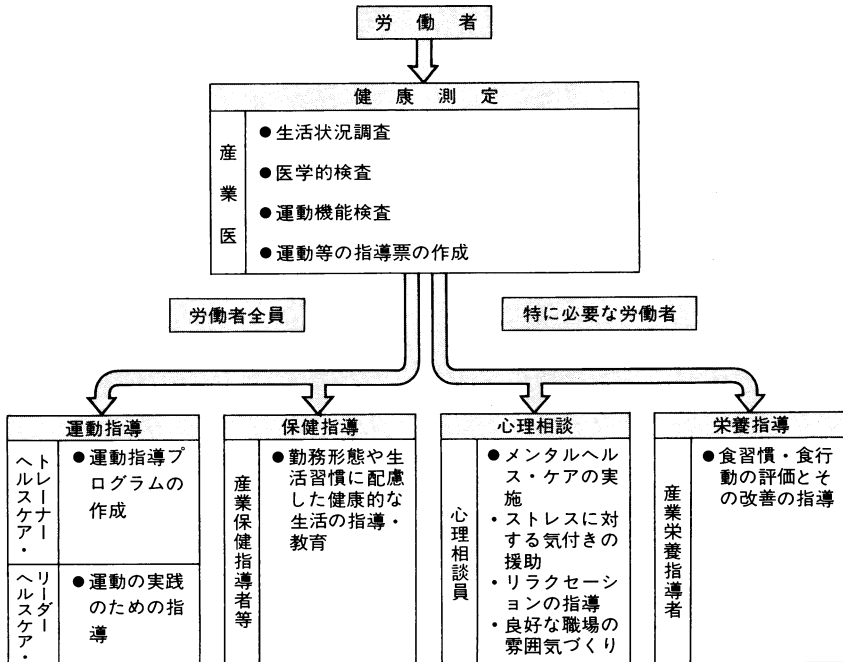 労働者
健康測定
産業医
●生活状況調査
●医学的検査
●運動機能検査
●運動等の指導票の作成
労働者全員
特に必要な労働者
運動指導
ヘルスケア・
トレーナー
●運動指導プ
ログラムの
作成
ヘルスケア・
リーダー
●運動の実践
のための指
導
保健指導
産業保健指導者等
●勤務形態や生
活習慣に配慮
した健康的な
生活の指導・
教育
心理相談
心理相談員
●メンタルヘル
ス・ケアの実
施
・ストレスに対
する気付きの
援助
・リラクセーシ
ョンの指導
・良好な職場の
雰囲気づくり
栄養指導
産業栄養指導者
●食習慣・食行
動の評価とそ
の改善の指導